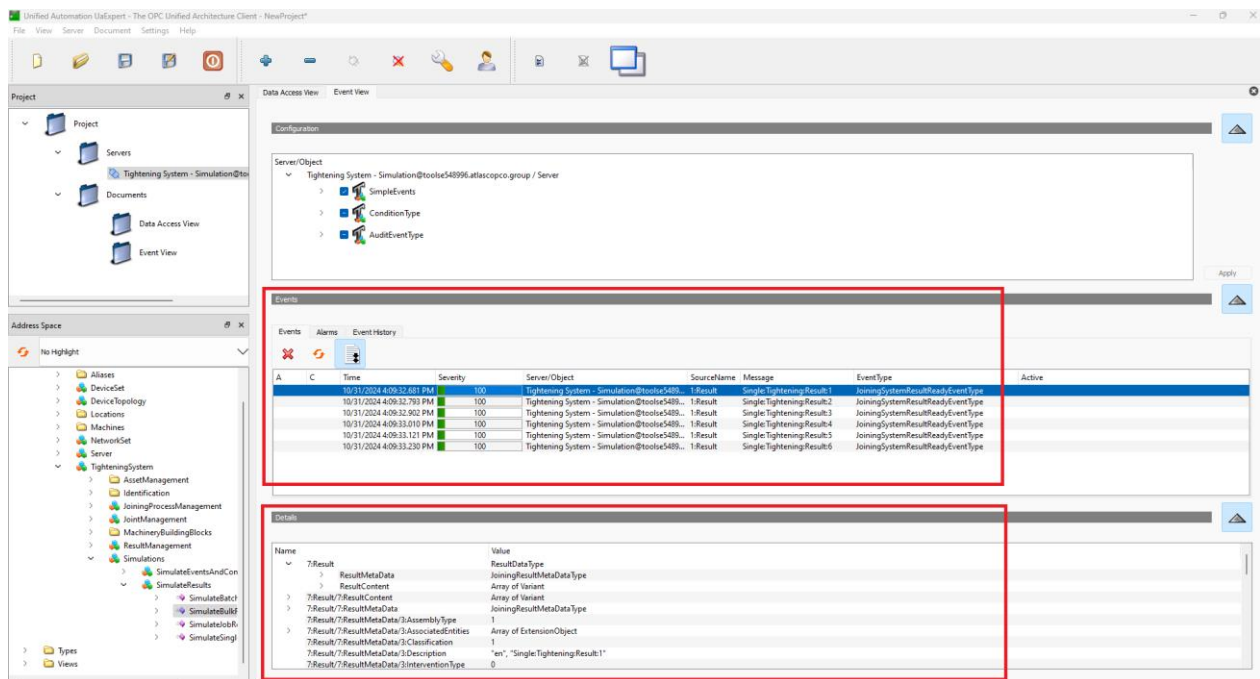 Unified Automation UaExpert - The OPC Unified Architecture Client - NewProject*
File View Server Document Settings Help
Project
Project
Servers
Tightening System - Simulation@to
Documents
Data Access View
Event View
Address Space
No Highlight
Aliases
DeviceSet
DeviceTopology
Locations
Machines
NetworkSet
Server
TighteningSystem
AssetManagement
Identification
JoiningProcessManagement
JointManagement
MachineryBuildingBlocks
ResultManagement
Simulations
SimulateEventsAndCon
SimulateResults
SimulateBatch
SimulateBulkF
SimulateJobR
SimulateSingl
Types
Views
Data Access View Event View
Configuration
Server/Object
Tightening System - Simulation@toolse548996.atlascopco.group / Server
SimpleEvents
ConditionType
AuditEventType
Apply
Events
Events Alarms Event History
A C Time Severity Server/Object SourceName Message EventType Active
10/31/2024 4:09:32.681 PM 100 Tightening System - Simulation@toolse5489... 1:Result Single:Tightening:Result:1 JoiningSystemResultReadyEventType
10/31/2024 4:09:32.793 PM 100 Tightening System - Simulation@toolse5489... 1:Result Single:Tightening:Result:2 JoiningSystemResultReadyEventType
10/31/2024 4:09:32.902 PM 100 Tightening System - Simulation@toolse5489... 1:Result Single:Tightening:Result:3 JoiningSystemResultReadyEventType
10/31/2024 4:09:33.010 PM 100 Tightening System - Simulation@toolse5489... 1:Result Single:Tightening:Result:4 JoiningSystemResultReadyEventType
10/31/2024 4:09:33.121 PM 100 Tightening System - Simulation@toolse5489... 1:Result Single:Tightening:Result:5 JoiningSystemResultReadyEventType
10/31/2024 4:09:33.230 PM 100 Tightening System - Simulation@toolse5489... 1:Result Single:Tightening:Result:6 JoiningSystemResultReadyEventType
Details
Name Value
7:Result ResultDataType
ResultMetaData JoiningResultMetaDataType
ResultContent Array of Variant
7:Result/7:ResultContent Array of Variant
7:Result/7:ResultMetaData JoiningResultMetaDataType
7:Result/7:ResultMetaData/3:AssemblyType 1
7:Result/7:ResultMetaData/3:AssociatedEntities Array of ExtensionObject
7:Result/7:ResultMetaData/3:Classification 1
7:Result/7:ResultMetaData/3:Description "en", "Single:Tightening:Result:1"
7:Result/7:ResultMetaData/3:InterventionType 0